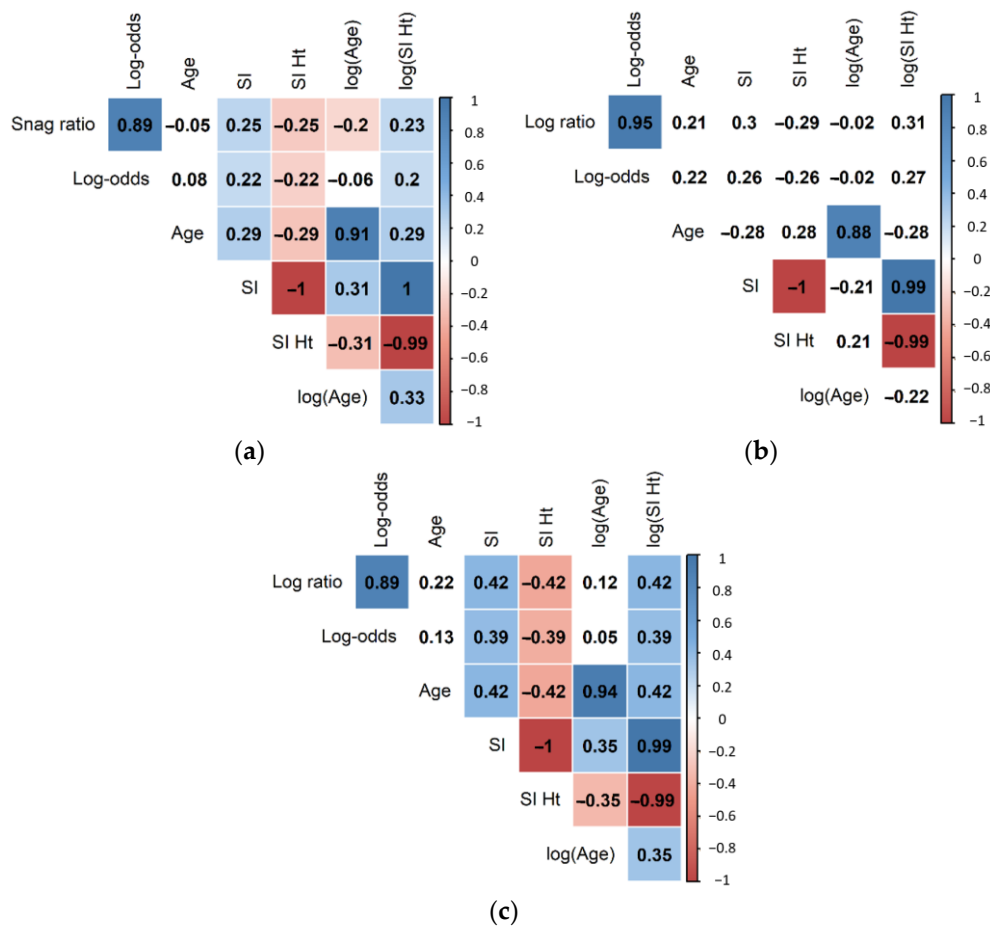 Log-odds Age SI SI Ht log(Age) log(SI Ht)
Snag ratio 0.89 −0.05 0.25 −0.25 −0.2 0.23
Log-odds 0.08 0.22 −0.22 −0.06 0.2
Age 0.29 −0.29 0.91 0.29
SI −1 0.31 1
SI Ht −0.31 −0.99
log(Age) 0.33
1
0.8
0.6
0.4
0.2
0
−0.2
−0.4
−0.6
−0.8
−1
(a)
Log-odds Age SI SI Ht log(Age) log(SI Ht)
Log ratio 0.95 0.21 0.3 −0.29 −0.02 0.31
Log-odds 0.22 0.26 −0.26 −0.02 0.27
Age −0.28 0.28 0.88 −0.28
SI −1 −0.21 0.99
SI Ht 0.21 −0.99
log(Age) −0.22
1
0.8
0.6
0.4
0.2
0
−0.2
−0.4
−0.6
−0.8
−1
(b)
Log-odds Age SI SI Ht log(Age) log(SI Ht)
Log ratio 0.89 0.22 0.42 −0.42 0.12 0.42
Log-odds 0.13 0.39 −0.39 0.05 0.39
Age 0.42 −0.42 0.94 0.42
SI −1 0.35 0.99
SI Ht −0.35 −0.99
log(Age) 0.35
1
0.8
0.6
0.4
0.2
0
−0.2
−0.4
−0.6
−0.8
−1
(c)